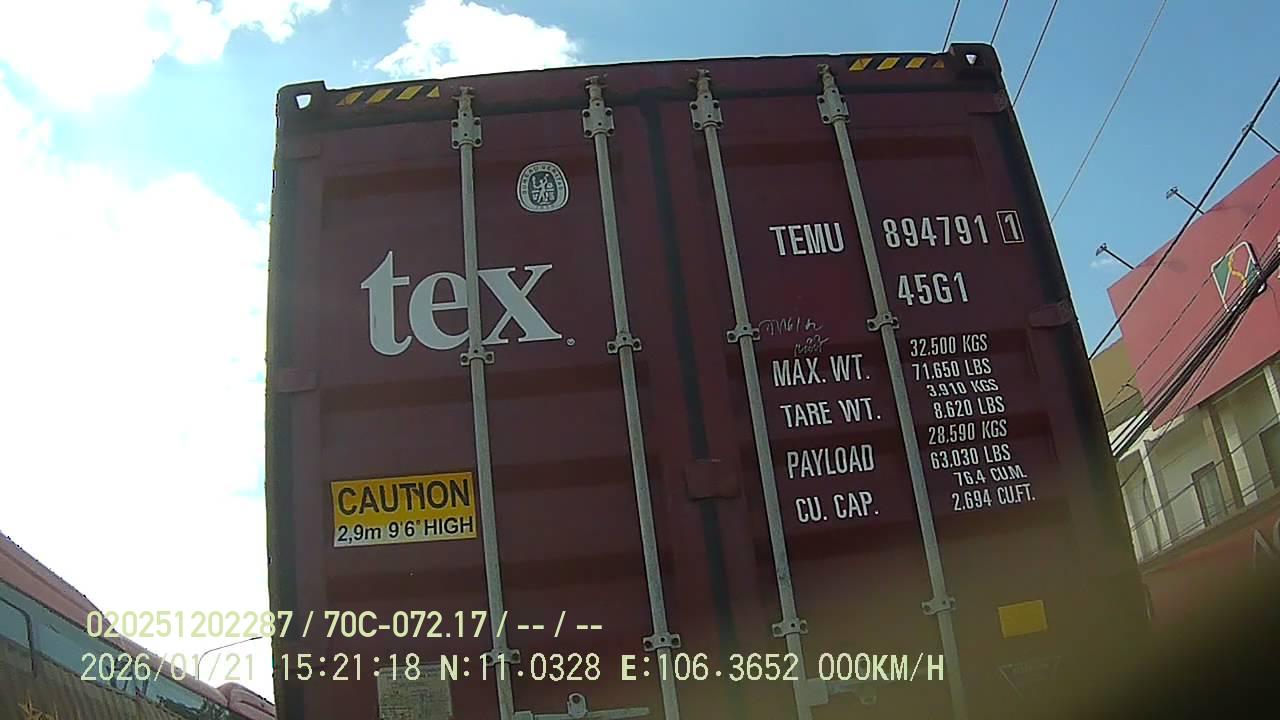 tex
TEMU 894791 1
45G1
MAX. WT. 32.500 KGS
71.650 LBS
TARE WT. 3.910 KGS
8.620 LBS
PAYLOAD 28.590 KGS
63.030 LBS
CU. CAP. 76.4 CU.M.
2.694 CU.FT.
CAUTION
2,9m 9'6" HIGH
020251202287 / 70C-072.17 / -- / --
2026/01/21 15:21:18 N:11.0328 E:106.3652 000KM/H